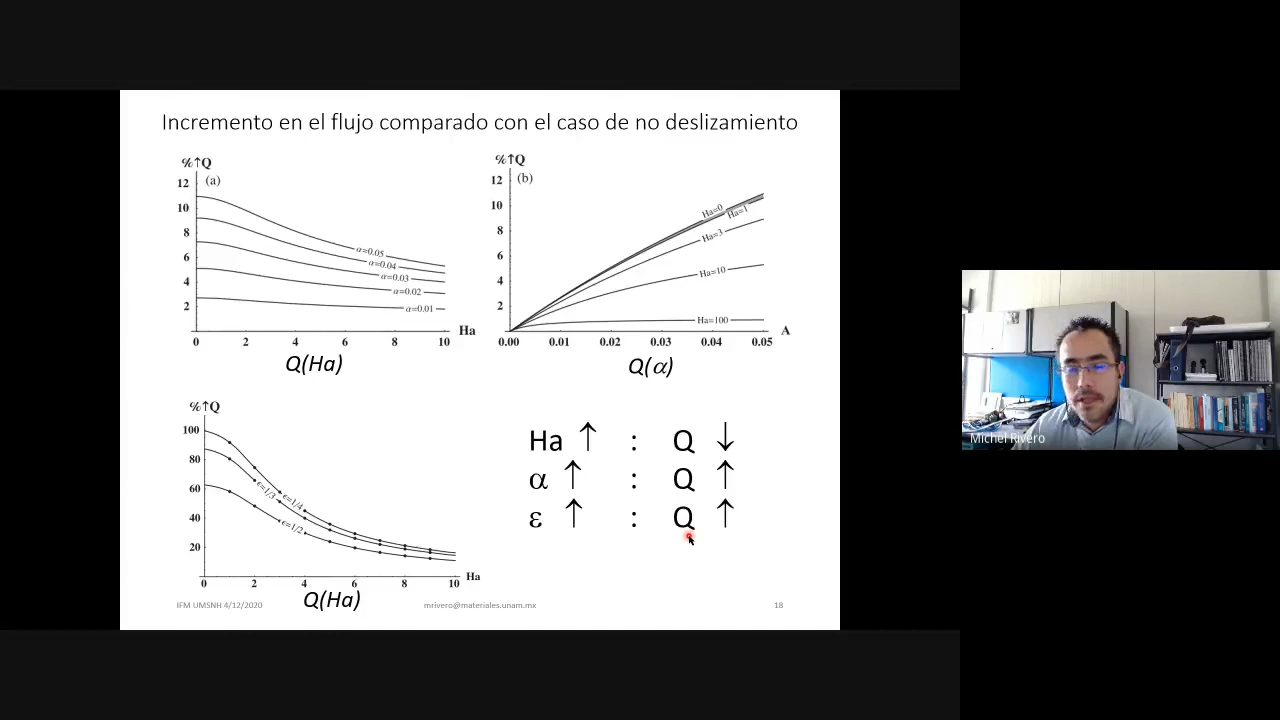 Incremento en el flujo comparado con el caso de no deslizamiento
%↑Q
(a)
12
10
8
6
4
2
α=0.05
α=0.04
α=0.03
α=0.02
α=0.01
Ha
0 2 4 6 8 10
Q(Ha)
%↑Q
(b)
12
10
8
6
4
2
Ha=0
Ha=1
Ha=3
Ha=10
Ha=100
A
0.00 0.01 0.02 0.03 0.04 0.05
Q(α)
%↑Q
100
80
60
40
20
ϵ=1/4
ϵ=1/3
ϵ=1/2
Ha
0 2 4 6 8 10
Q(Ha)
Ha ↑ : Q ↓
α ↑ : Q ↑
ε ↑ : Q ↑
IFM UMSNH 4/12/2020 mrivero@materiales.unam.mx 18
Michel Rivero